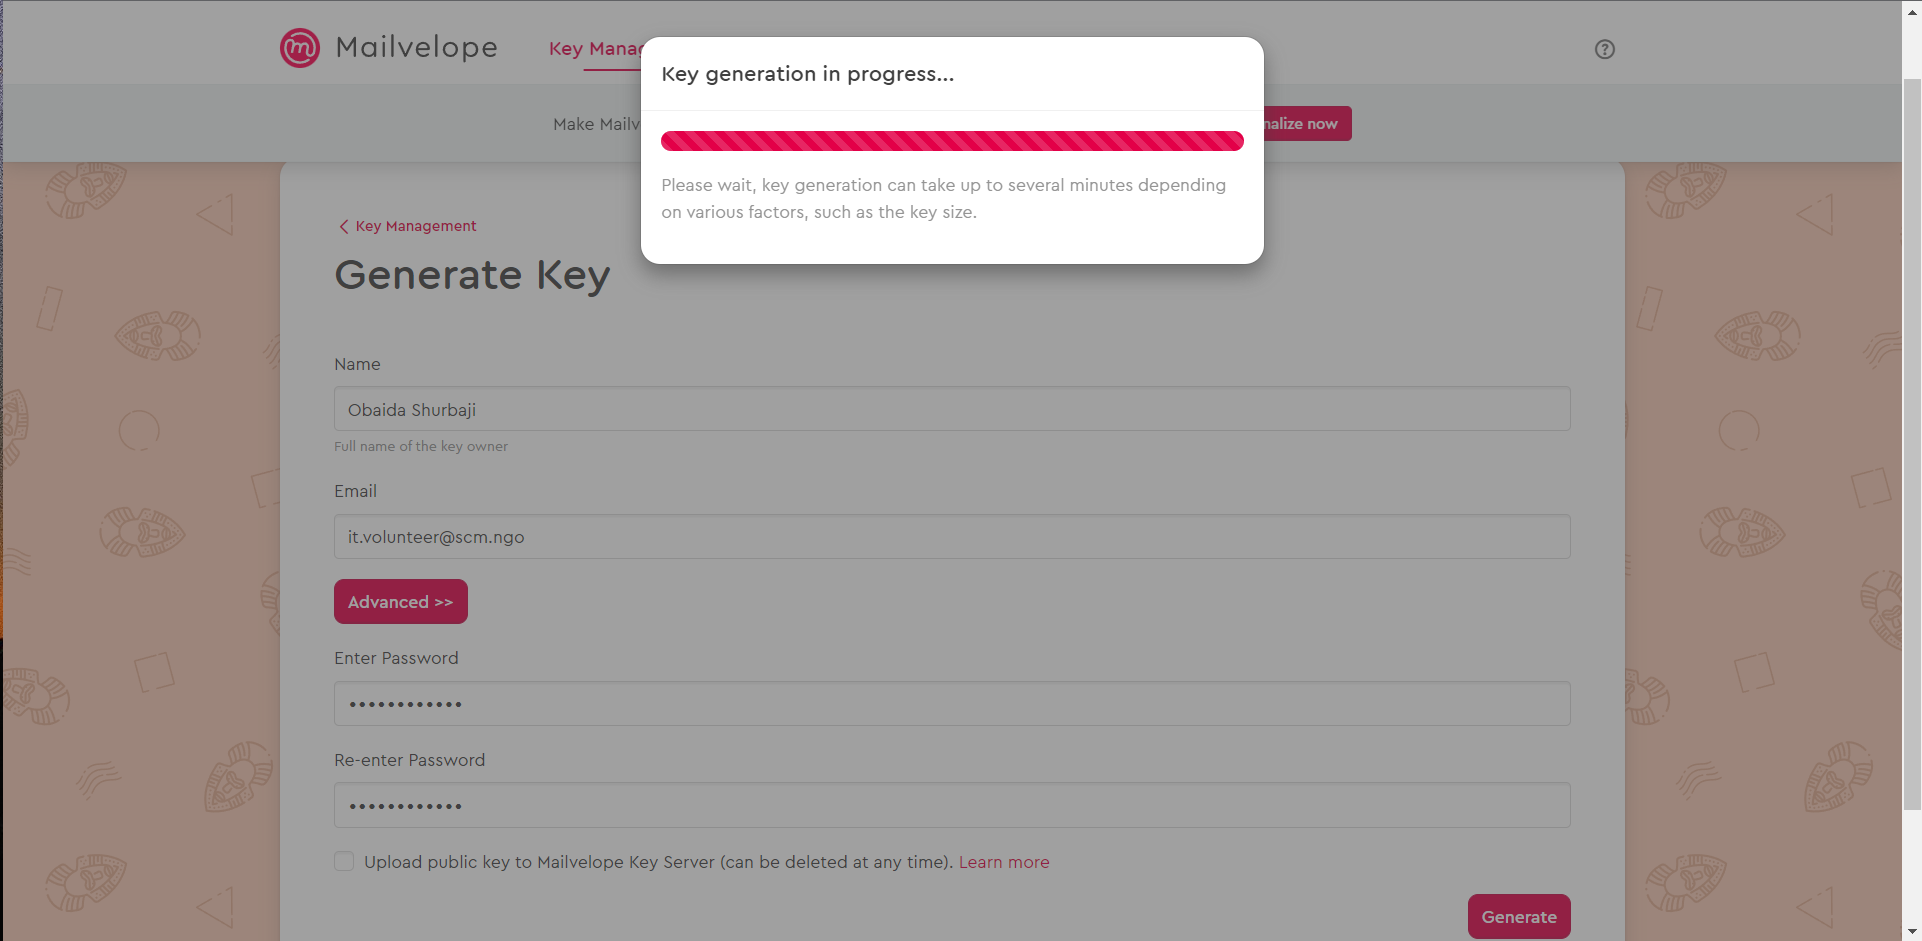 Mailvelope
Key Manag
Key generation in progress...
Please wait, key generation can take up to several minutes depending
on various factors, such as the key size.
Make Mailv
nalize now
Key Management
Generate Key
Name
Obaida Shurbaji
Full name of the key owner
Email
it.volunteer@scm.ngo
Advanced >>
Enter Password
••••••••••••
Re-enter Password
••••••••••••
Upload public key to Mailvelope Key Server (can be deleted at any time). Learn more
Generate